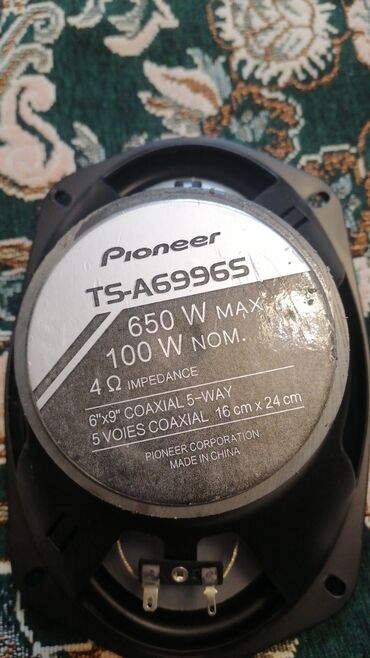 Pioneer
TS-A6996S
650 W MAX.
100 W NOM.
4 Ω IMPEDANCE
6"x9" COAXIAL 5-WAY
5 VOIES COAXIAL 16 cm x 24 cm
PIONEER CORPORATION
MADE IN CHINA